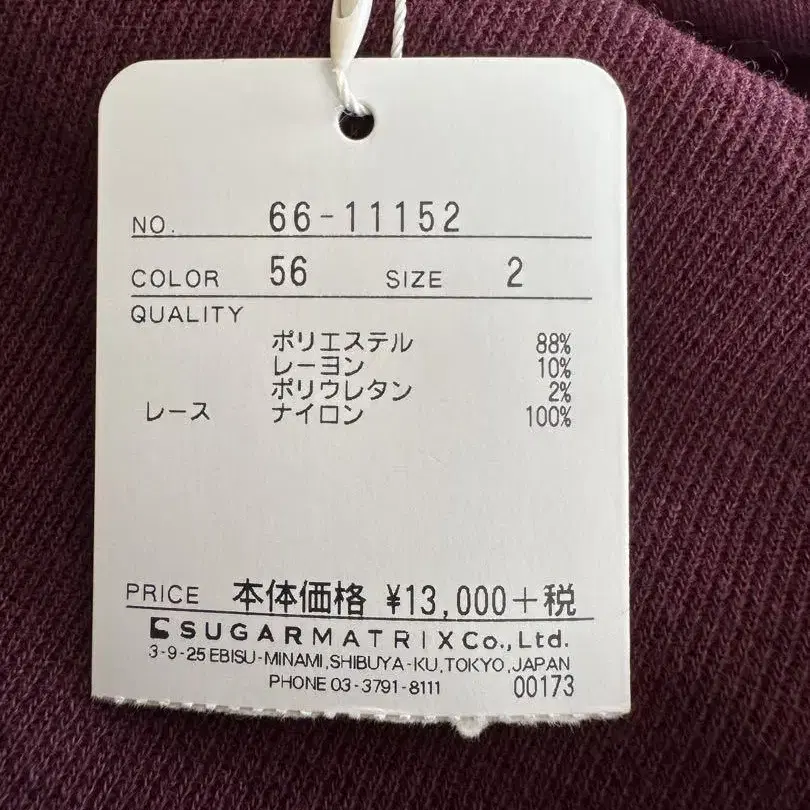 NO. 66-11152
COLOR 56 SIZE 2
QUALITY
ポリエステル 88%
レーヨン 10%
ポリウレタン 2%
レース ナイロン 100%
PRICE 本体価格 ¥13,000+税
SUGARMATRIX Co., Ltd.
3-9-25 EBISU-MINAMI, SHIBUYA-KU, TOKYO, JAPAN
PHONE 03-3791-8111 00173